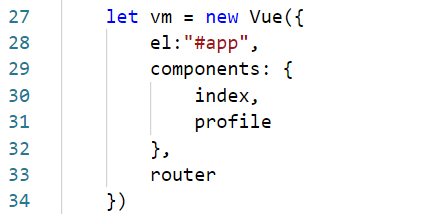 27 let vm = new Vue({
28 el:"#app",
29 components: {
30 index,
31 profile
32 },
33 router
34 })